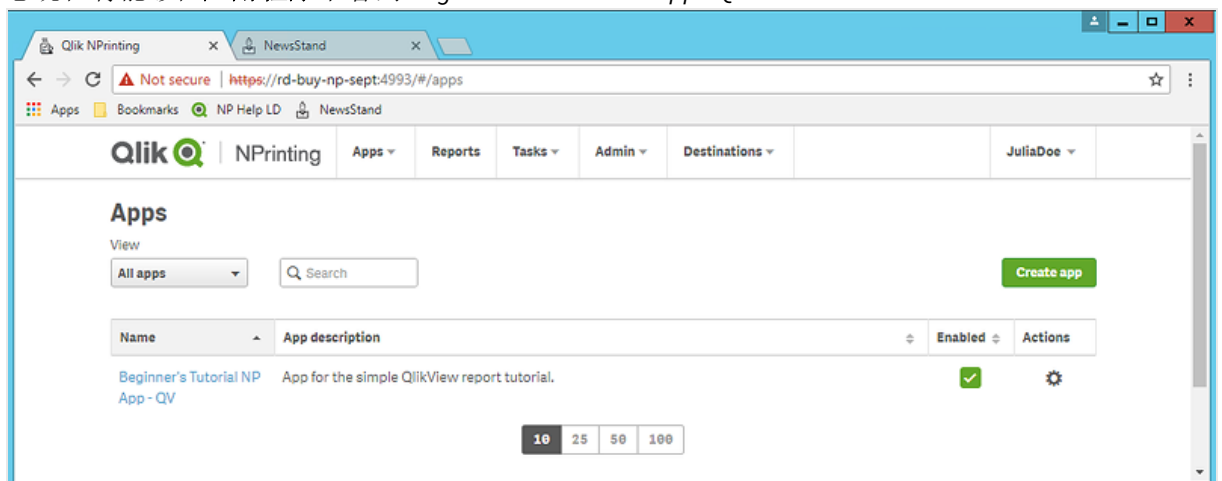 Qlik NPrinting
NewsStand
Not secure | https://rd-buy-np-sept:4993/#/apps
Apps Bookmarks NP Help LD NewsStand
Qlik NPrinting Apps Reports Tasks Admin Destinations JuliaDoe
Apps
View
All apps Search Create app
Name App description Enabled Actions
Beginner's Tutorial NP App for the simple QlikView report tutorial.
App - QV
10 25 50 100